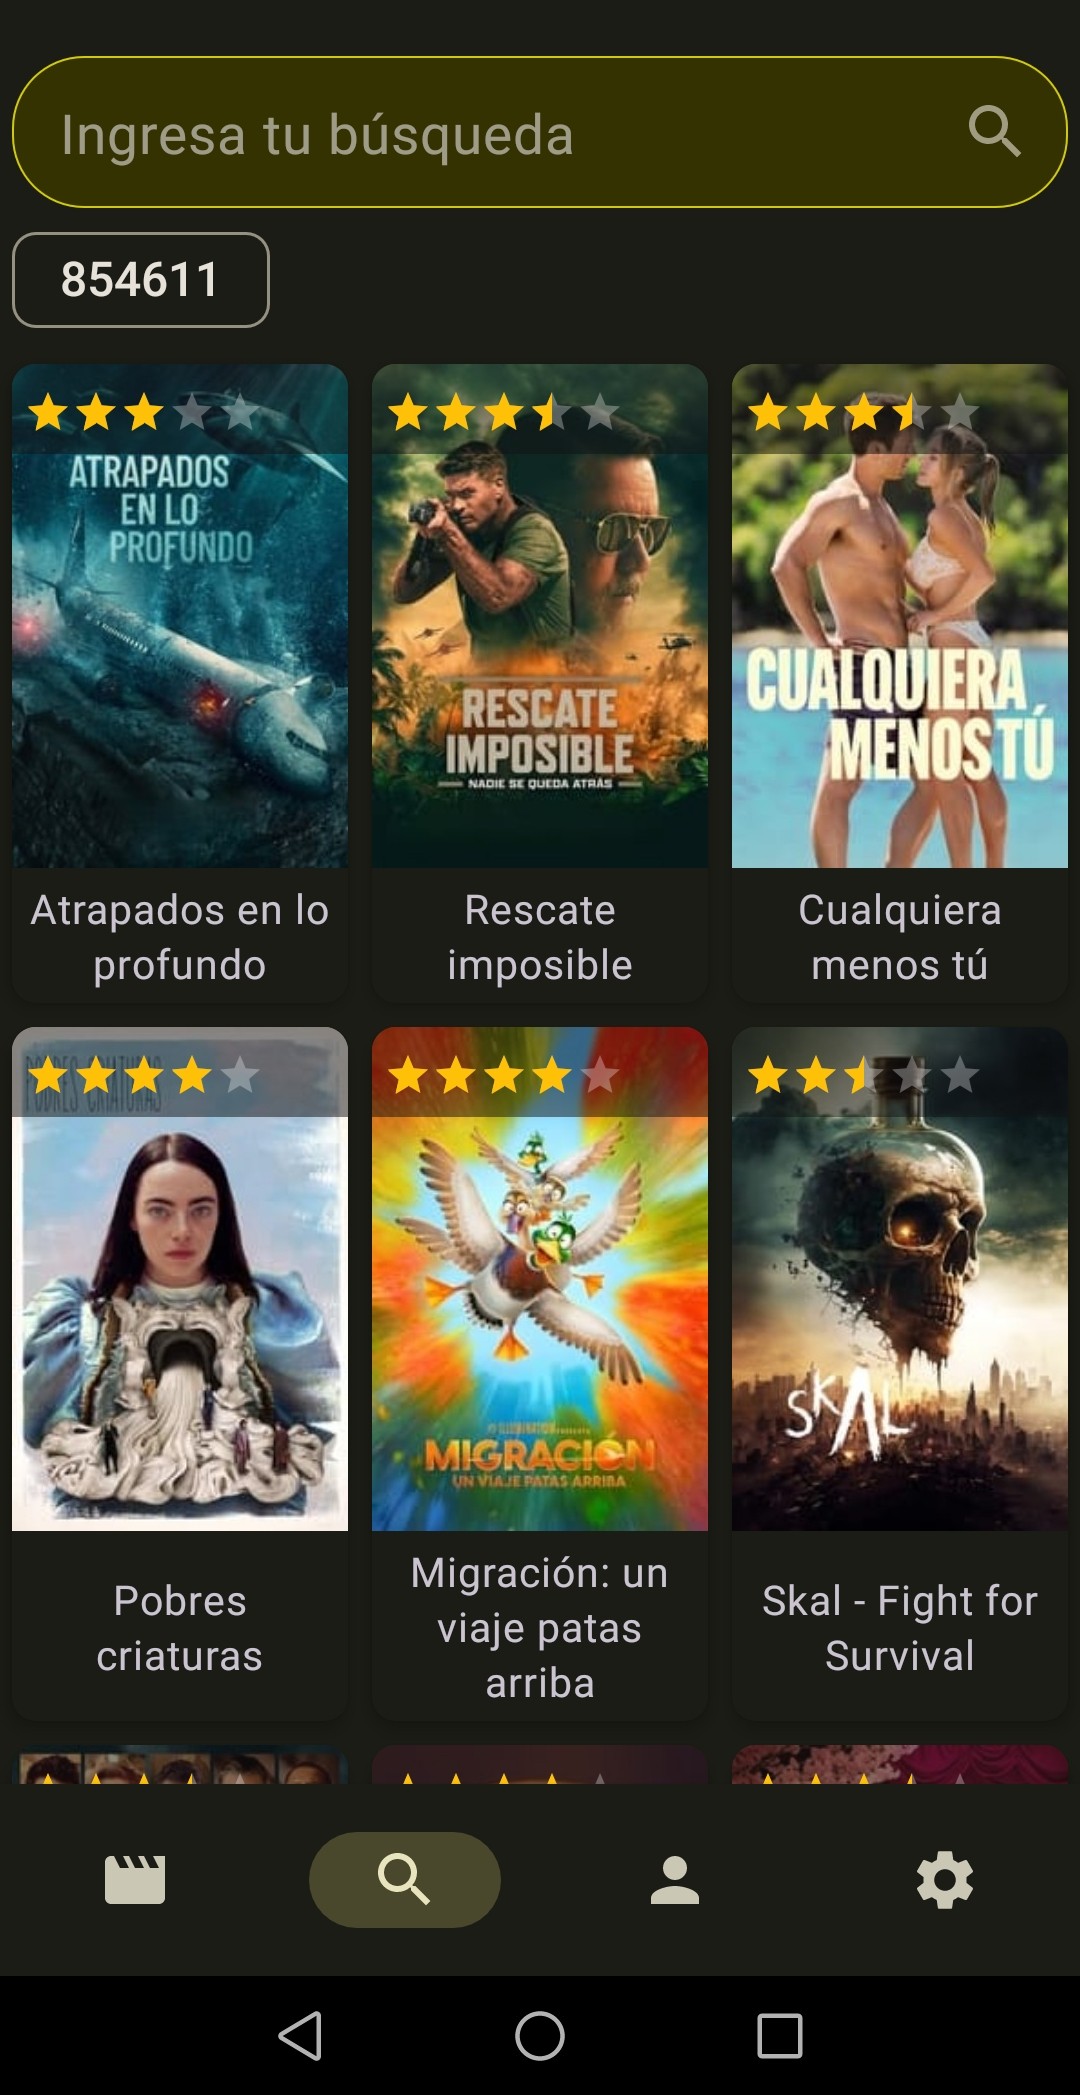 Ingresa tu búsqueda
854611
ATRAPADOS
EN LO
PROFUNDO
RESCATE
IMPOSIBLE
NADIE SE QUEDA ATRÁS
CUALQUIERA
MENOS TÚ
Atrapados en lo
profundo
Rescate
imposible
Cualquiera
menos tú
POBRES CRIATURAS
MIGRACIÓN
UN VIAJE PATAS ARRIBA
SKAL
Pobres
criaturas
Migración: un
viaje patas
arriba
Skal - Fight for
Survival